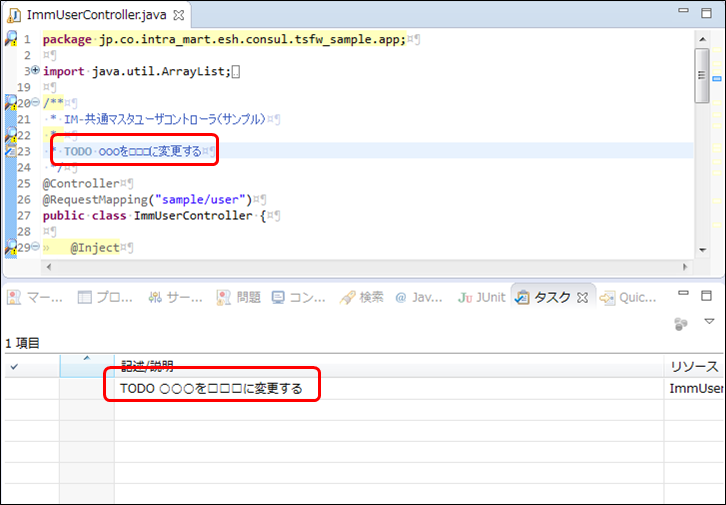 ImmUserController.java
1 package jp.co.intra_mart.esh.consul.tsfw_sample.app;
2
3 import java.util.ArrayList;
19
20 /**
21 * IM-共通マスタユーザコントローラ(サンプル)
22 *
23 * TODO ○○○を□□□に変更する
24 */
25 @Controller
26 @RequestMapping("sample/user")
27 public class ImmUserController {
28
29 @Inject
マー... プロ... サー... 問題 コン... 検索 Jav... JUnit タスク Quic...
1 項目
記述/説明 リソース
TODO ○○○を□□□に変更する ImmUser